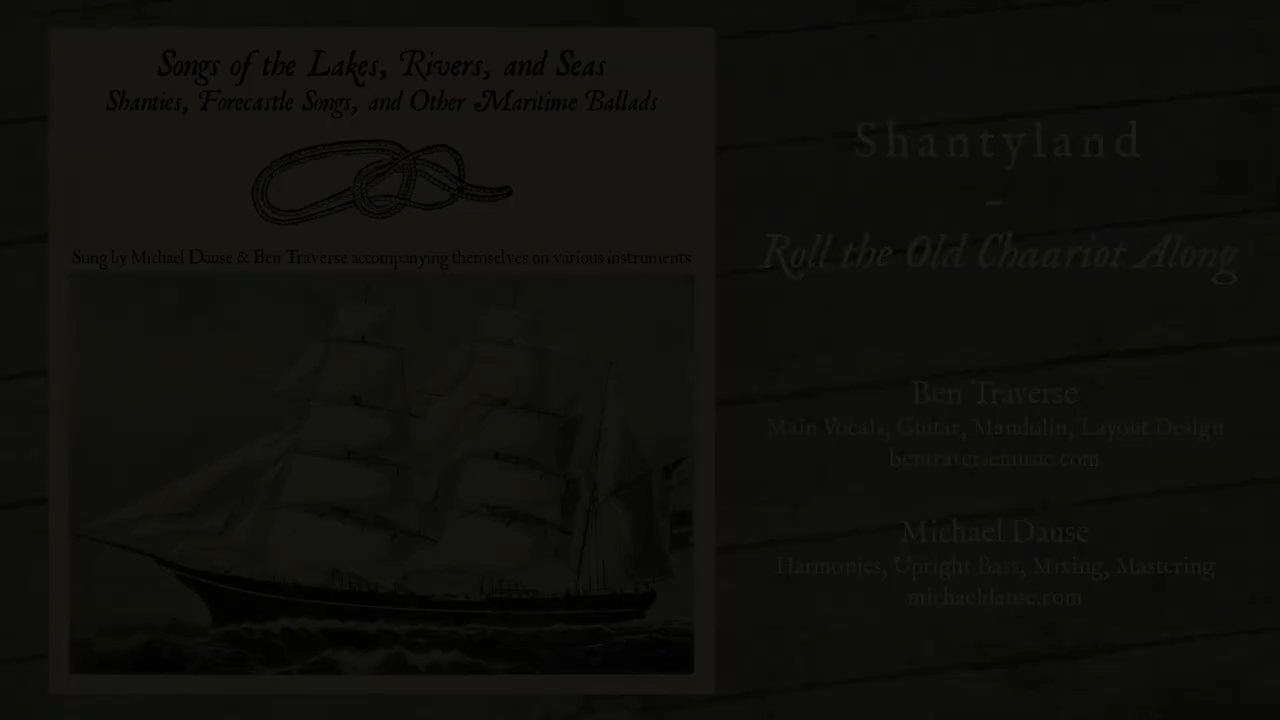 Songs of the Lakes, Rivers, and Seas
Shanties, Forecastle Songs, and Other Maritime Ballads
Sung by Michael Dause & Ben Traverse accompanying themselves on various instruments
Shantyland
-
Roll the Old Chaariot Along
Ben Traverse
Main Vocals, Guitar, Mandolin, Layout Design
bentraversemusic.com
Michael Dause
Harmonies, Upright Bass, Mixing, Mastering
michaeldause.com